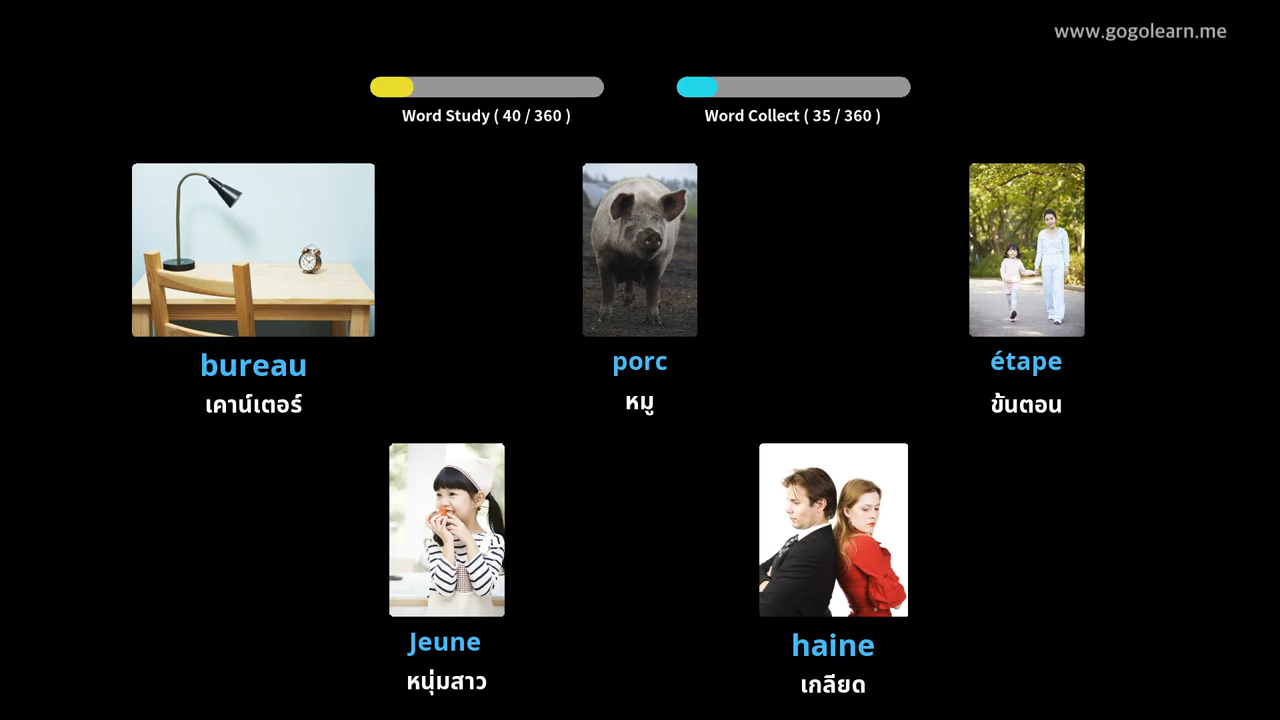 www.gogolearn.me
Word Study ( 40 / 360 )
Word Collect ( 35 / 360 )
bureau
เคาน์เตอร์
porc
หมู
étape
ขั้นตอน
Jeune
หนุ่มสาว
haine
เกลียด